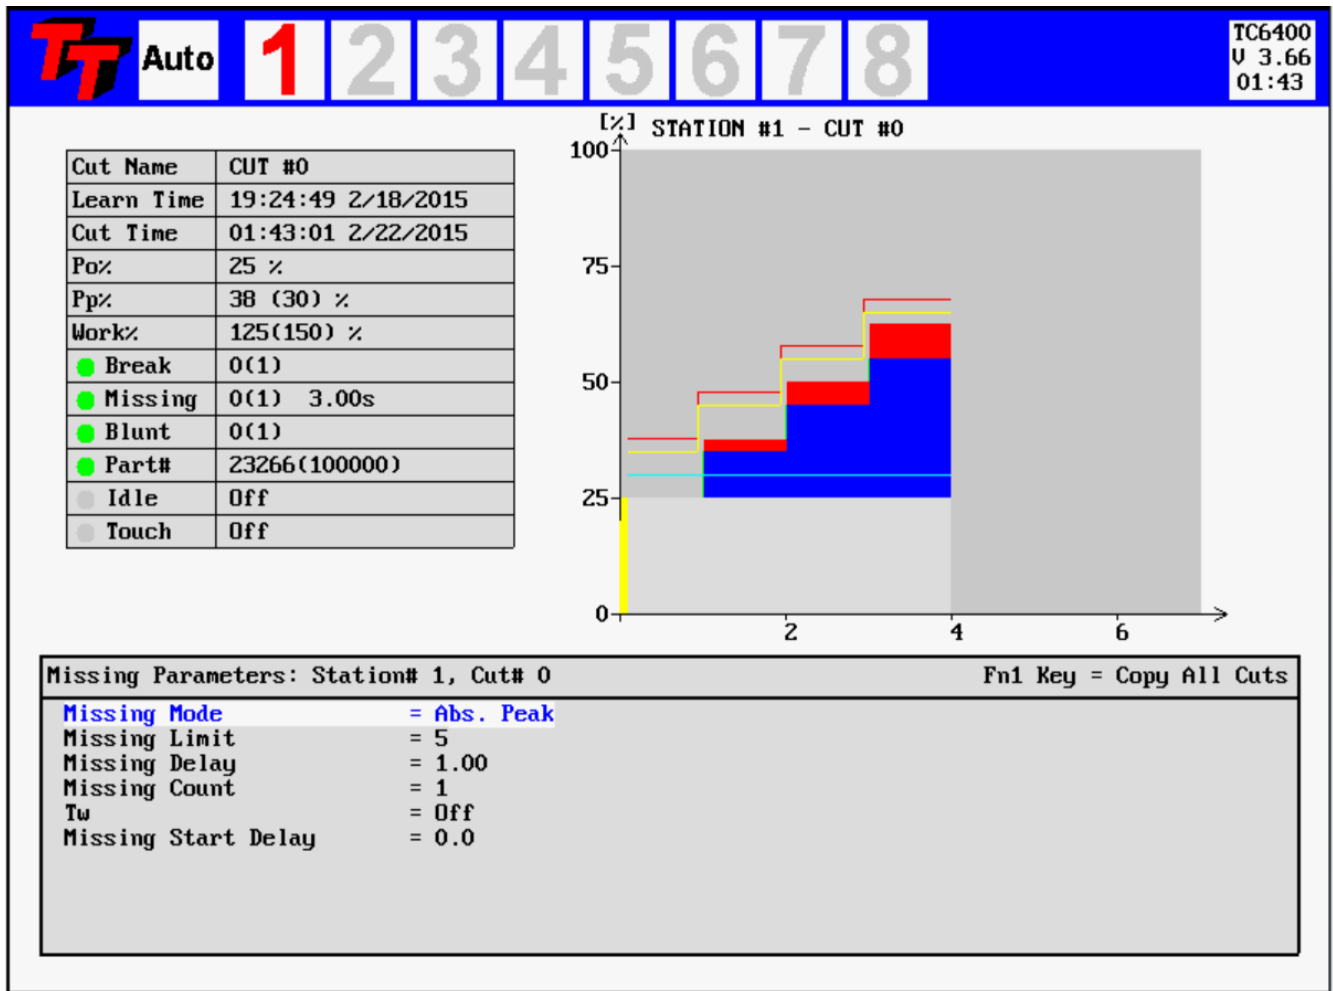 TT Auto 1 2 3 4 5 6 7 8
TC6400
V 3.66
01:43
[%] STATION #1 - CUT #0
Cut Name CUT #0
Learn Time 19:24:49 2/18/2015
Cut Time 01:43:01 2/22/2015
Po% 25 %
Pp% 38 (30) %
Work% 125(150) %
Break 0(1)
Missing 0(1) 3.00s
Blunt 0(1)
Part# 23266(100000)
Idle Off
Touch Off
100
75
50
25
0
2 4 6
Missing Parameters: Station# 1, Cut# 0 Fn1 Key = Copy All Cuts
Missing Mode = Abs. Peak
Missing Limit = 5
Missing Delay = 1.00
Missing Count = 1
Tw = Off
Missing Start Delay = 0.0